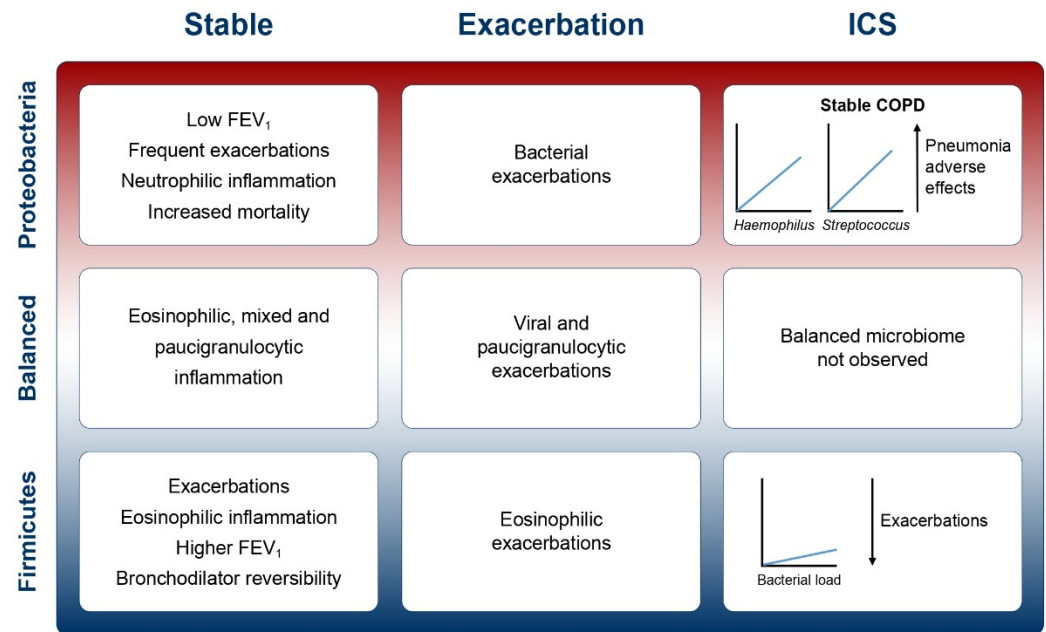 Stable
Exacerbation
ICS
Proteobacteria
Low FEV₁
Frequent exacerbations
Neutrophilic inflammation
Increased mortality
Bacterial
exacerbations
Stable COPD
Haemophilus
Streptococcus
Pneumonia
adverse
effects
Balanced
Eosinophilic, mixed and
paucigranulocytic
inflammation
Viral and
paucigranulocytic
exacerbations
Balanced microbiome
not observed
Firmicutes
Exacerbations
Eosinophilic inflammation
Higher FEV₁
Bronchodilator reversibility
Eosinophilic
exacerbations
Bacterial load
Exacerbations